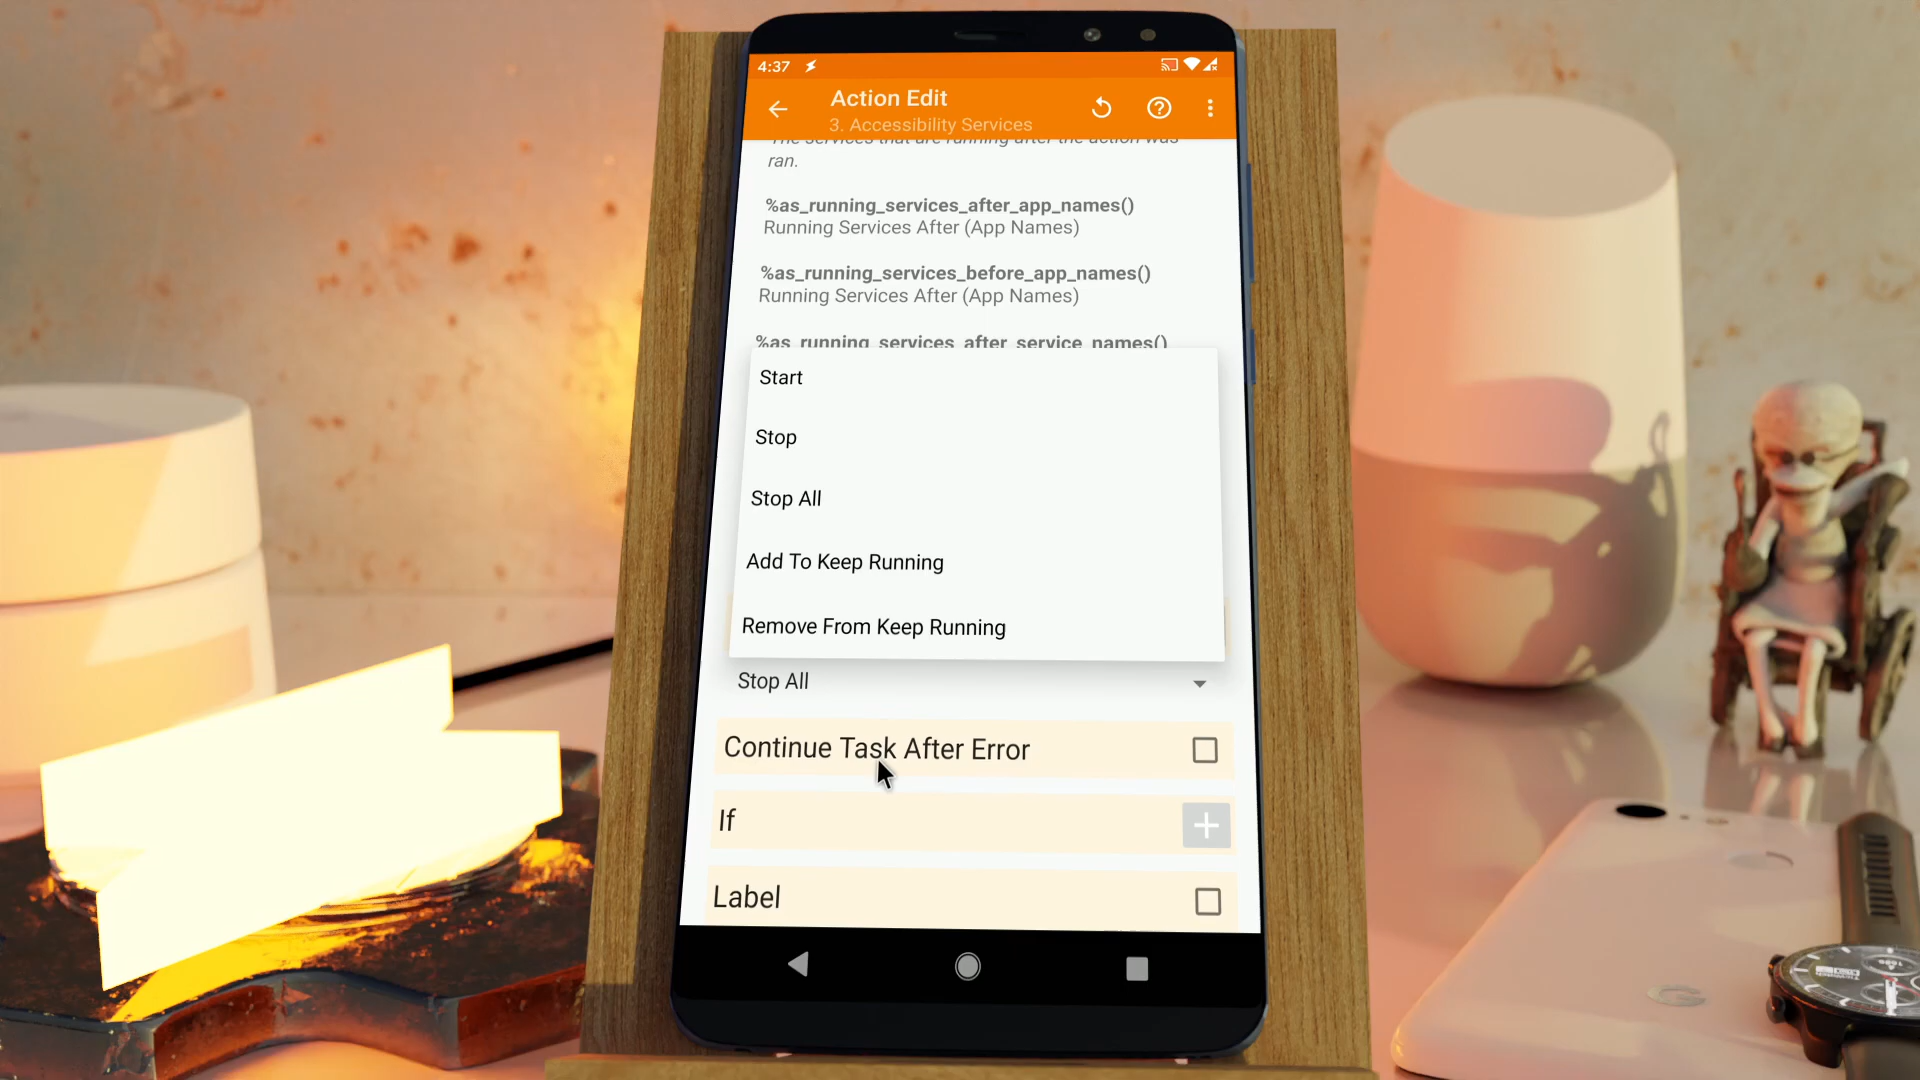 4:37
Action Edit
3. Accessibility Services
The services that are running after the action was
ran.
%as_running_services_after_app_names()
Running Services After (App Names)
%as_running_services_before_app_names()
Running Services After (App Names)
%as_running_services_after_service_names()
Start
Stop
Stop All
Add To Keep Running
Remove From Keep Running
Stop All
Continue Task After Error
If
Label
G